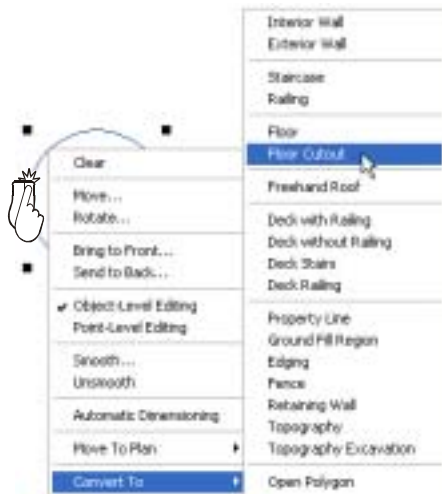 Clear
Move...
Rotate...
Bring to Front...
Send to Back...
Object-Level Editing
Point-Level Editing
Smooth...
Unsmooth
Automatic Dimensioning
Move To Plan
Convert To
Interior Wall
Exterior Wall
Staircase
Railing
Floor
Floor Cutout
Freehand Roof
Deck with Railing
Deck without Railing
Deck Stairs
Deck Railing
Property Line
Ground Fill Region
Edging
Fence
Retaining Wall
Topography
Topography Excavation
Open Polygon